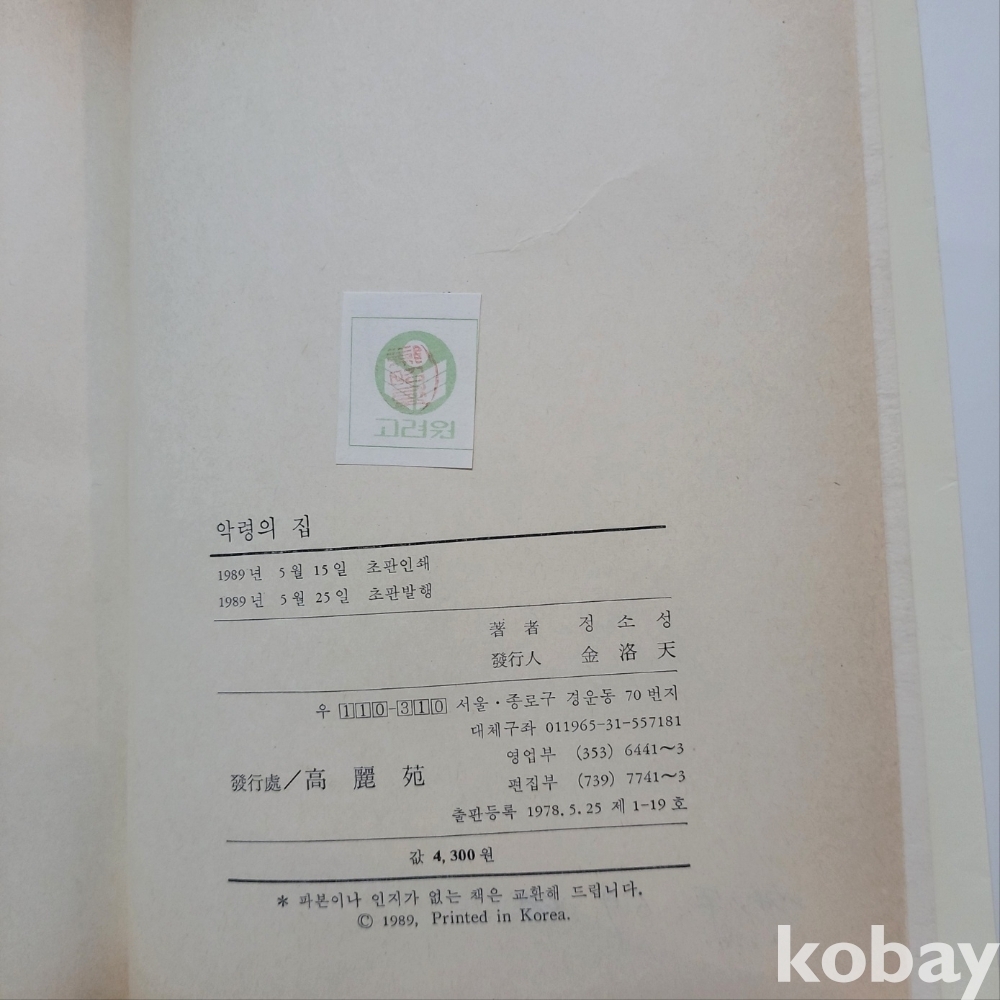 고려원
악령의 집
1989년 5월 15일 초판인쇄
1989년 5월 25일 초판발행
著者 정소성
發行人 金洛天
우 110-310 서울·종로구 경운동 70번지
대체구좌 011965-31-557181
영업부 (353) 6441～3
發行處/高麗苑 편집부 (739) 7741～3
출판등록 1978.5.25 제 1-19호
값 4,300원
* 파본이나 인지가 없는 책은 교환해 드립니다.
© 1989, Printed in Korea.
kobay